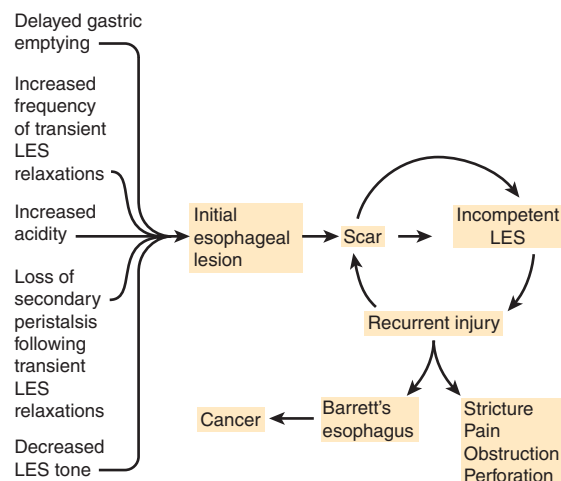 Delayed gastric
emptying
Increased
frequency
of transient
LES
relaxations
Increased
acidity
Loss of
secondary
peristalsis
following
transient
LES
relaxations
Decreased
LES tone
Initial
esophageal
lesion
Scar
Incompetent
LES
Recurrent injury
Cancer
Barrett's
esophagus
Stricture
Pain
Obstruction
Perforation